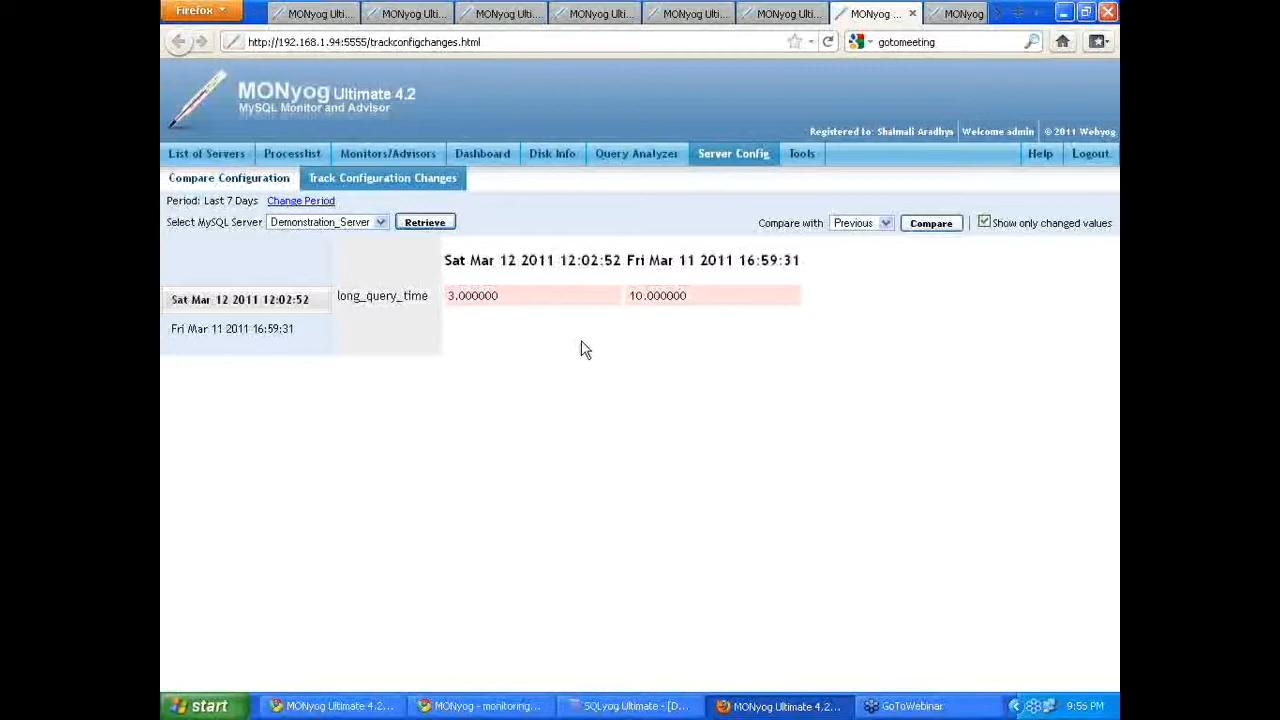 Firefox
MONyog Ulti...
MONyog Ulti...
MONyog Ulti...
MONyog Ulti...
MONyog Ulti...
MONyog Ulti...
MONyog ...
MONyog
http://192.168.1.94:5555/trackconfigchanges.html
gotomeeting
MONyog Ultimate 4.2
MySQL Monitor and Advisor
Registered to: Shalmali Aradhya
Welcome admin
© 2011 Webyog
List of Servers
Processlist
Monitors/Advisors
Dashboard
Disk Info
Query Analyzer
Server Config
Tools
Help
Logout
Compare Configuration
Track Configuration Changes
Period: Last 7 Days Change Period
Select MySQL Server Demonstration_Server Retrieve
Compare with Previous Compare | Show only changed values
Sat Mar 12 2011 12:02:52 Fri Mar 11 2011 16:59:31
Sat Mar 12 2011 12:02:52 long_query_time 3.000000 10.000000
Fri Mar 11 2011 16:59:31
start
MONyog Ultimate 4.2...
MONyog - monitoring...
SQLyog Ultimate - [D...
MONyog Ultimate 4.2...
GoToWebinar
9:55 PM